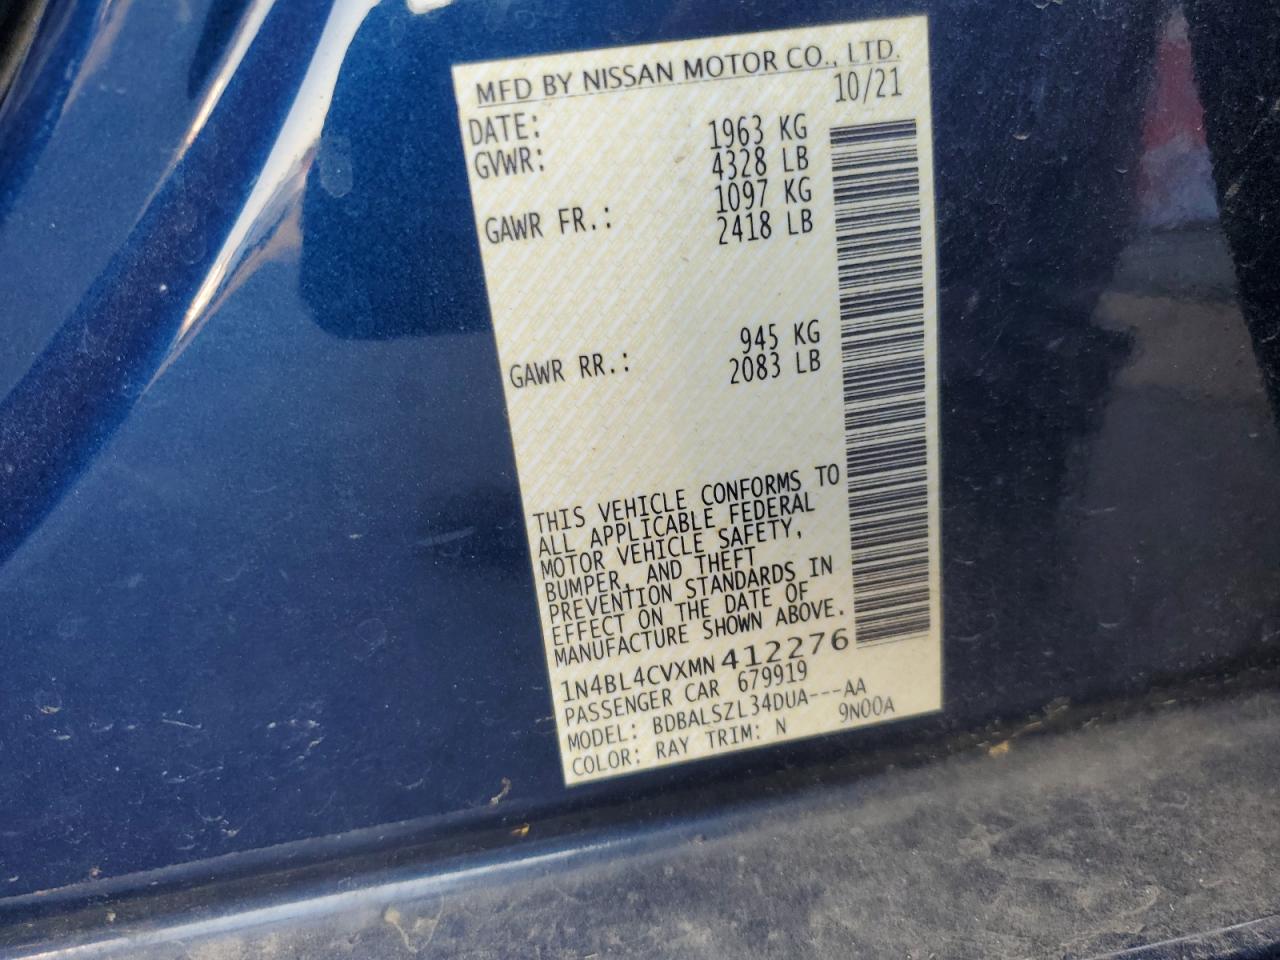 MFD BY NISSAN MOTOR CO., LTD.
DATE: 10/21
GVWR: 1963 KG
4328 LB
GAWR FR.: 1097 KG
2418 LB
GAWR RR.: 945 KG
2083 LB
THIS VEHICLE CONFORMS TO
ALL APPLICABLE FEDERAL
MOTOR VEHICLE SAFETY,
BUMPER, AND THEFT
PREVENTION STANDARDS IN
EFFECT ON THE DATE OF
MANUFACTURE SHOWN ABOVE.
1N4BL4CVXMN412276
PASSENGER CAR 679919
MODEL: BDBALSZL34DUA---AA
COLOR: RAY TRIM: N 9N00A